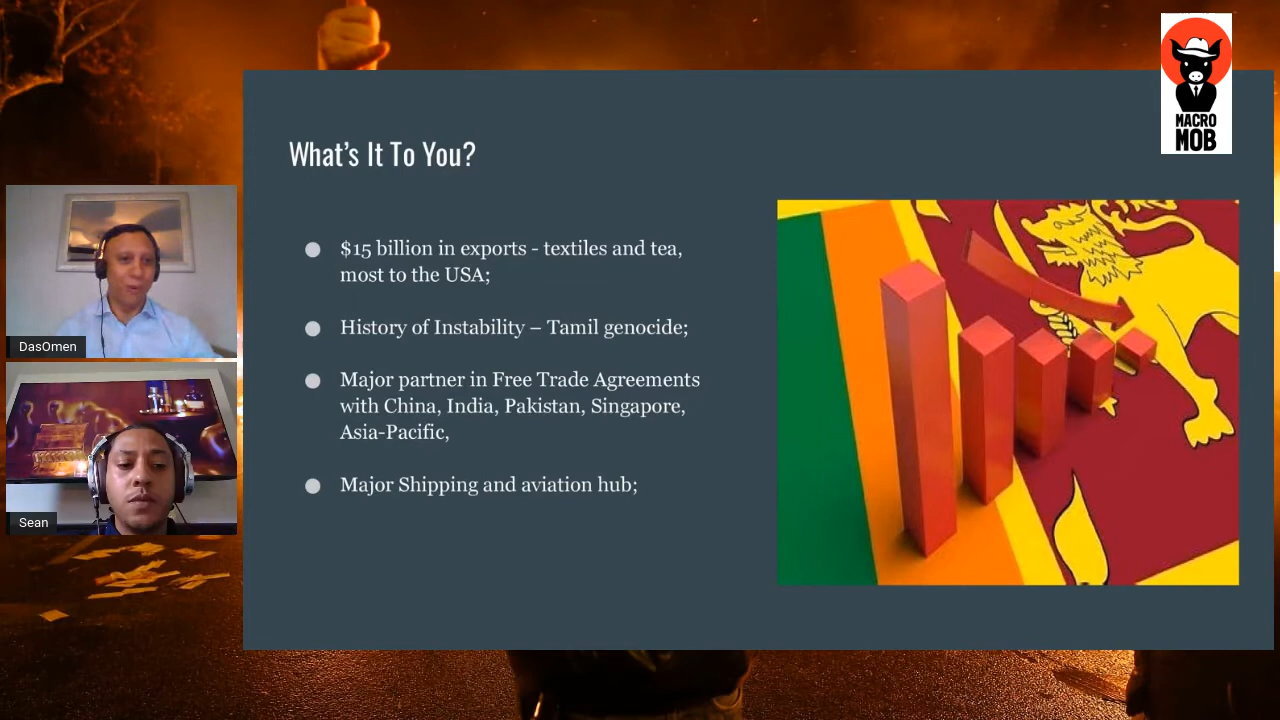 MACRO
MOB
What's It To You?
$15 billion in exports - textiles and tea,
most to the USA;
History of Instability – Tamil genocide;
Major partner in Free Trade Agreements
with China, India, Pakistan, Singapore,
Asia-Pacific,
Major Shipping and aviation hub;
DasOmen
Sean